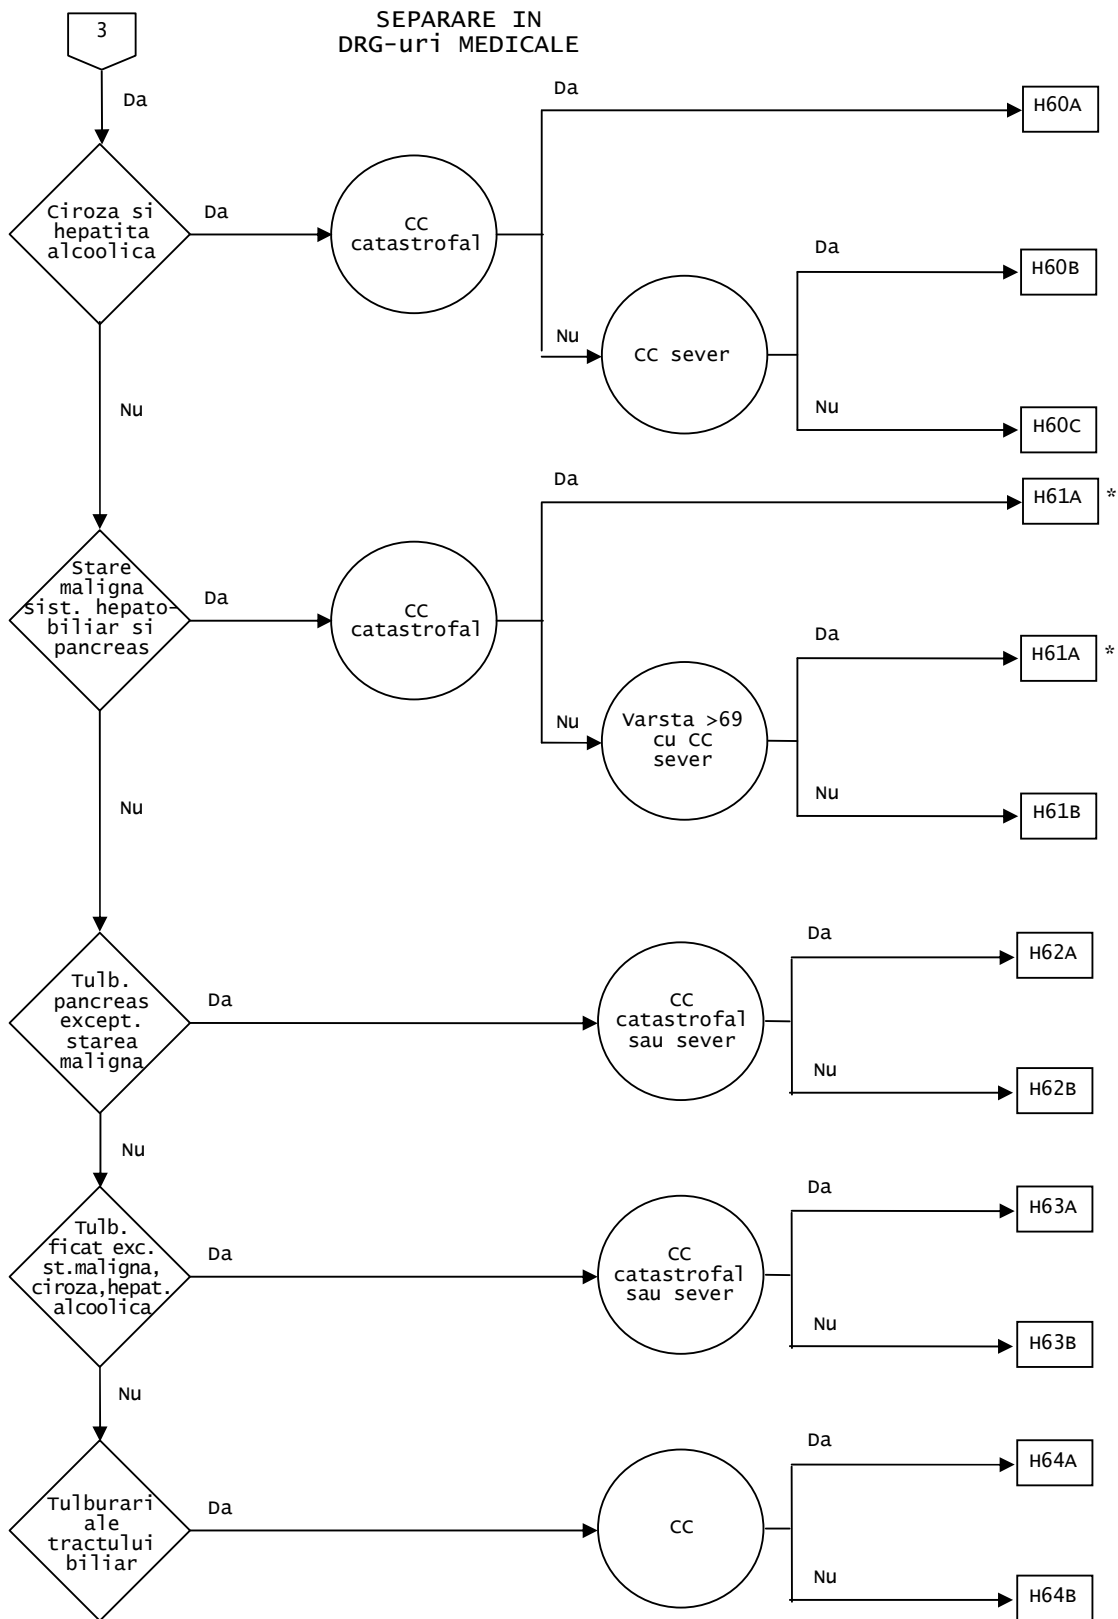 3
SEPARARE IN
DRG-uri MEDICALE
Da
Ciroza si
hepatita
alcoolica
Da
CC
catastrofal
Da
H60A
Nu
CC sever
Da
H60B
Nu
H60C
Nu
Stare
maligna
sist. hepato-
biliar si
pancreas
Da
CC
catastrofal
Da
H61A *
Nu
Varsta >69
cu CC
sever
Da
H61A *
Nu
H61B
Nu
Tulb.
pancreas
except.
starea
maligna
Da
CC
catastrofal
sau sever
Da
H62A
Nu
H62B
Nu
Tulb.
ficat exc.
st.maligna,
ciroza,hepat.
alcoolica
Da
CC
catastrofal
sau sever
Da
H63A
Nu
H63B
Nu
Tulburari
ale
tractului
biliar
Da
CC
Da
H64A
Nu
H64B